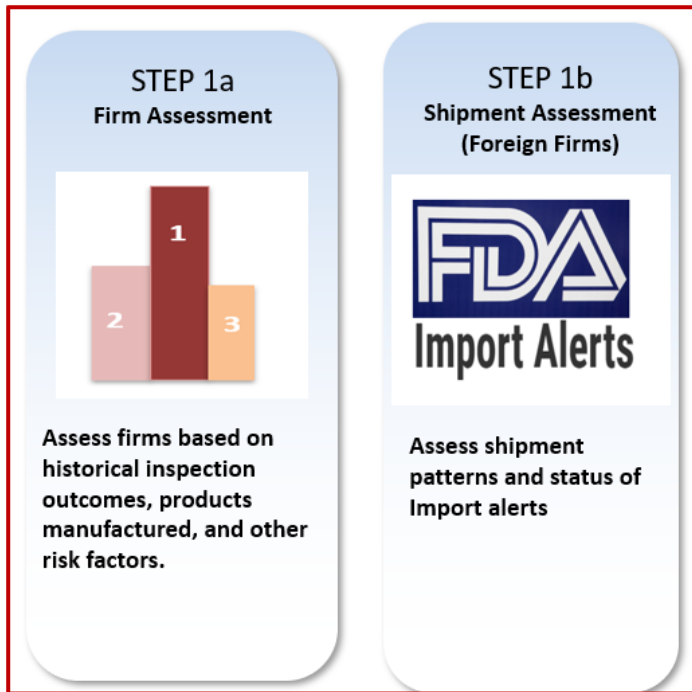 STEP 1a
Firm Assessment
2
1
3
Assess firms based on
historical inspection
outcomes, products
manufactured, and other
risk factors.
STEP 1b
Shipment Assessment
(Foreign Firms)
FDA
Import Alerts
Assess shipment
patterns and status of
Import alerts